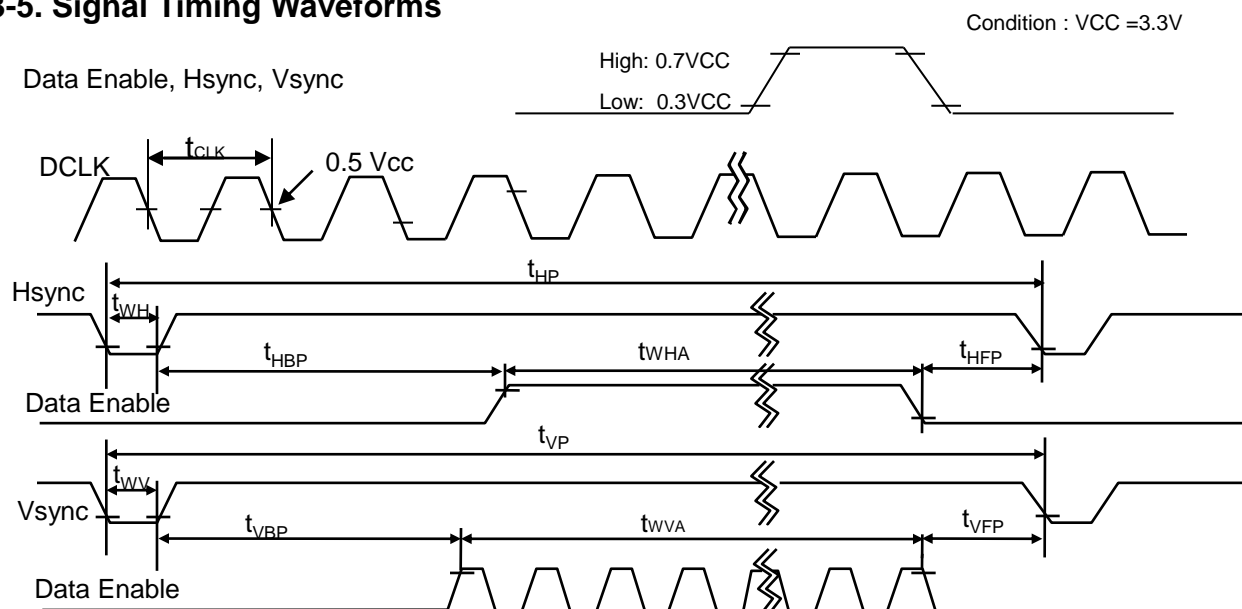 3-5. Signal Timing Waveforms
Condition : VCC =3.3V
Data Enable, Hsync, Vsync
High: 0.7VCC
Low: 0.3VCC
DCLK
tCLK
0.5 Vcc
tHP
Hsync
tWH
tHBP
tWHA
tHFP
Data Enable
tVP
tWV
Vsync
tVBP
tWVA
tVFP
Data Enable